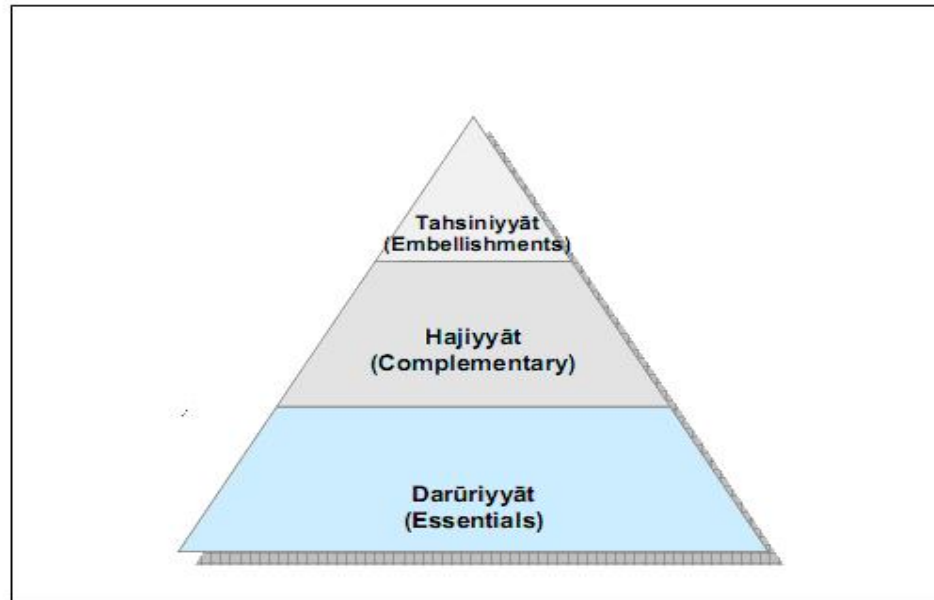 Tahsiniyyāt
(Embellishments)
Hajiyyāt
(Complementary)
Darūriyyāt
(Essentials)